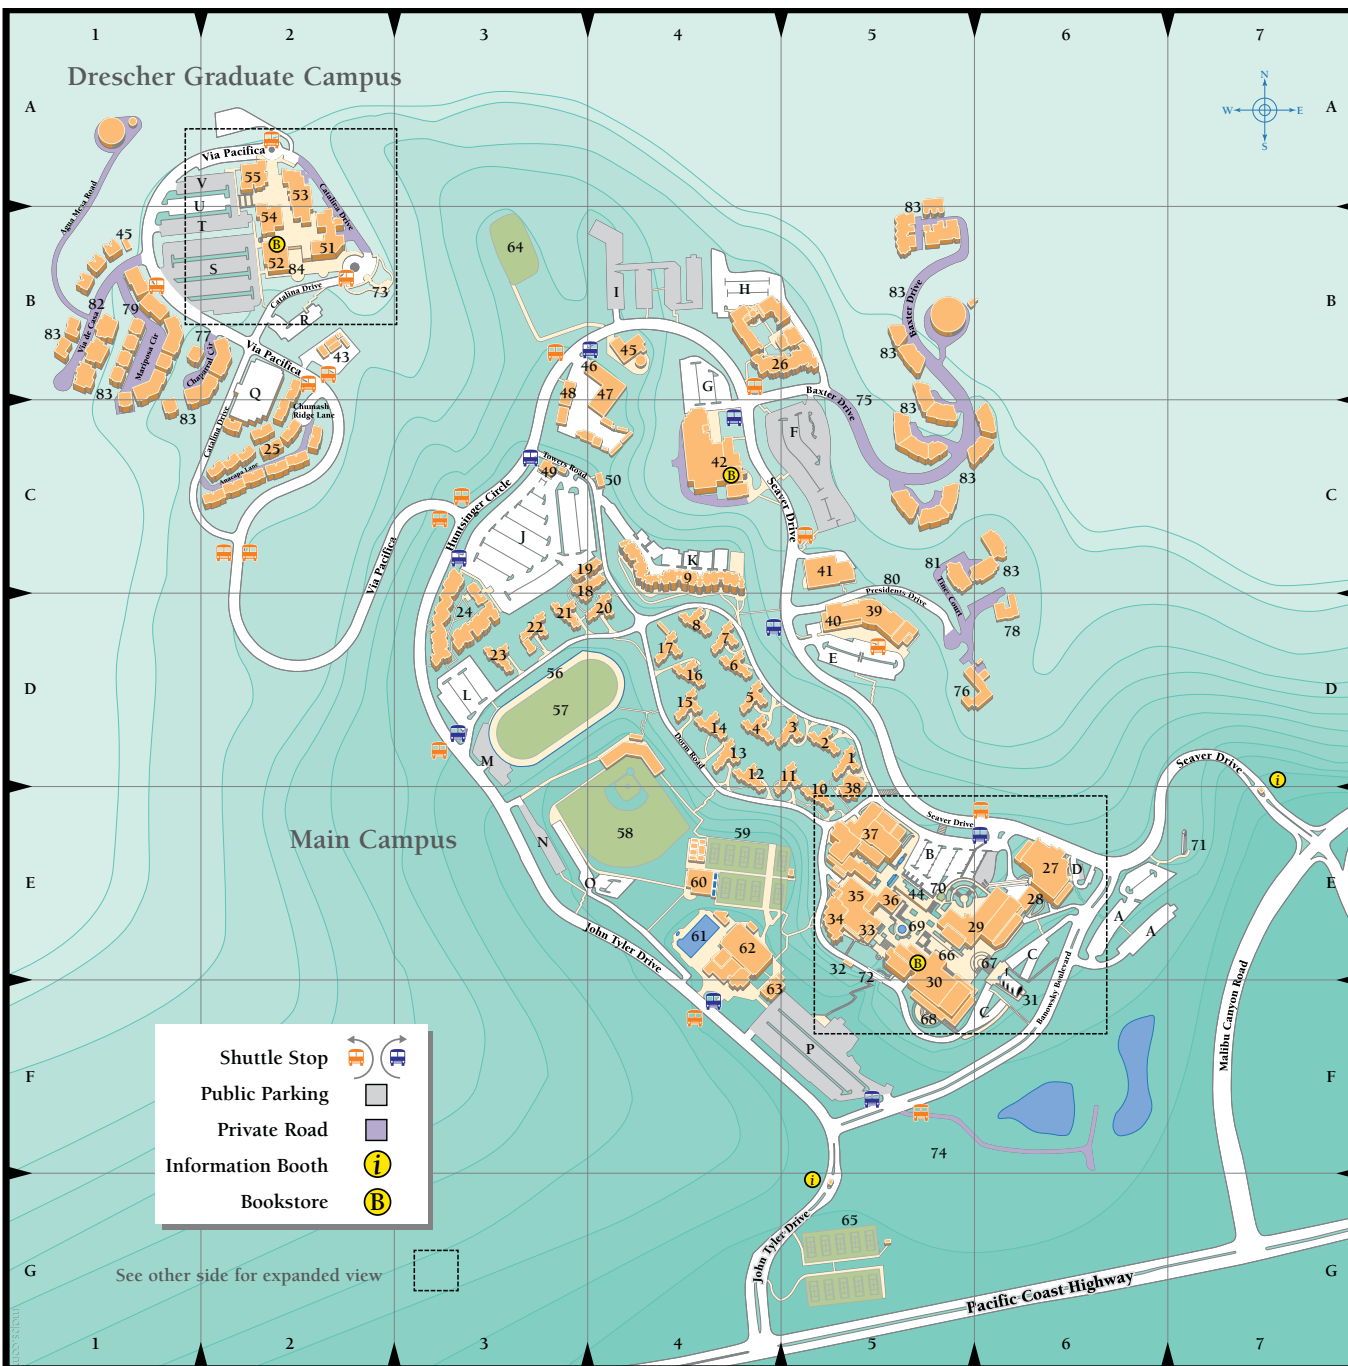 1 2 3 4 5 6 7
Drescher Graduate Campus
N
W E
S
A A
Via Pacifica
V
55
53
Catalina Drive
U
Agua Mesa Road
T
54
B
51
52
84
S
45
73
Catalina Drive
R
64
I
H
83
83
Baxter Drive
B B
82
79
83
Via de Casa
Mariposa Cir
77
Chaparral Cir
Via Pacifica
43
83
83
Q
Chumash
Ridge Lane
Catalina Drive
25
Anacapa Lane
45
46
47
48
26
G
Baxter Drive
75
83
83
F
42
B
83
C C
Towers Road
49
50
Huntsinger Circle
Seaver Drive
J
K
Via Pacifica
9
19
18
41
81
83
80
Presidents Drive
Tiner Court
24
21
20
22
23
8
7
17
6
16
39
40
78
E
D D
L
56
57
5
15
14
4
3
2
76
13
Dorm Road
12
11
1
10
38
M
Seaver Drive
i
Main Campus
N
58
59
37
Seaver Drive
B
27
D
71
E E
O
60
35
36
44
70
28
34
33
69
29
A
A
61
62
John Tyler Drive
66
67
C
32
72
B
30
31
63
68
C
Banowsky Boulevard
Malibu Canyon Road
P
F F
74
Shuttle Stop
Public Parking
Private Road
Information Booth i
Bookstore B
i
65
John Tyler Drive
See other side for expanded view
G G
Pacific Coast Highway
1 2 3 4 5 6 7